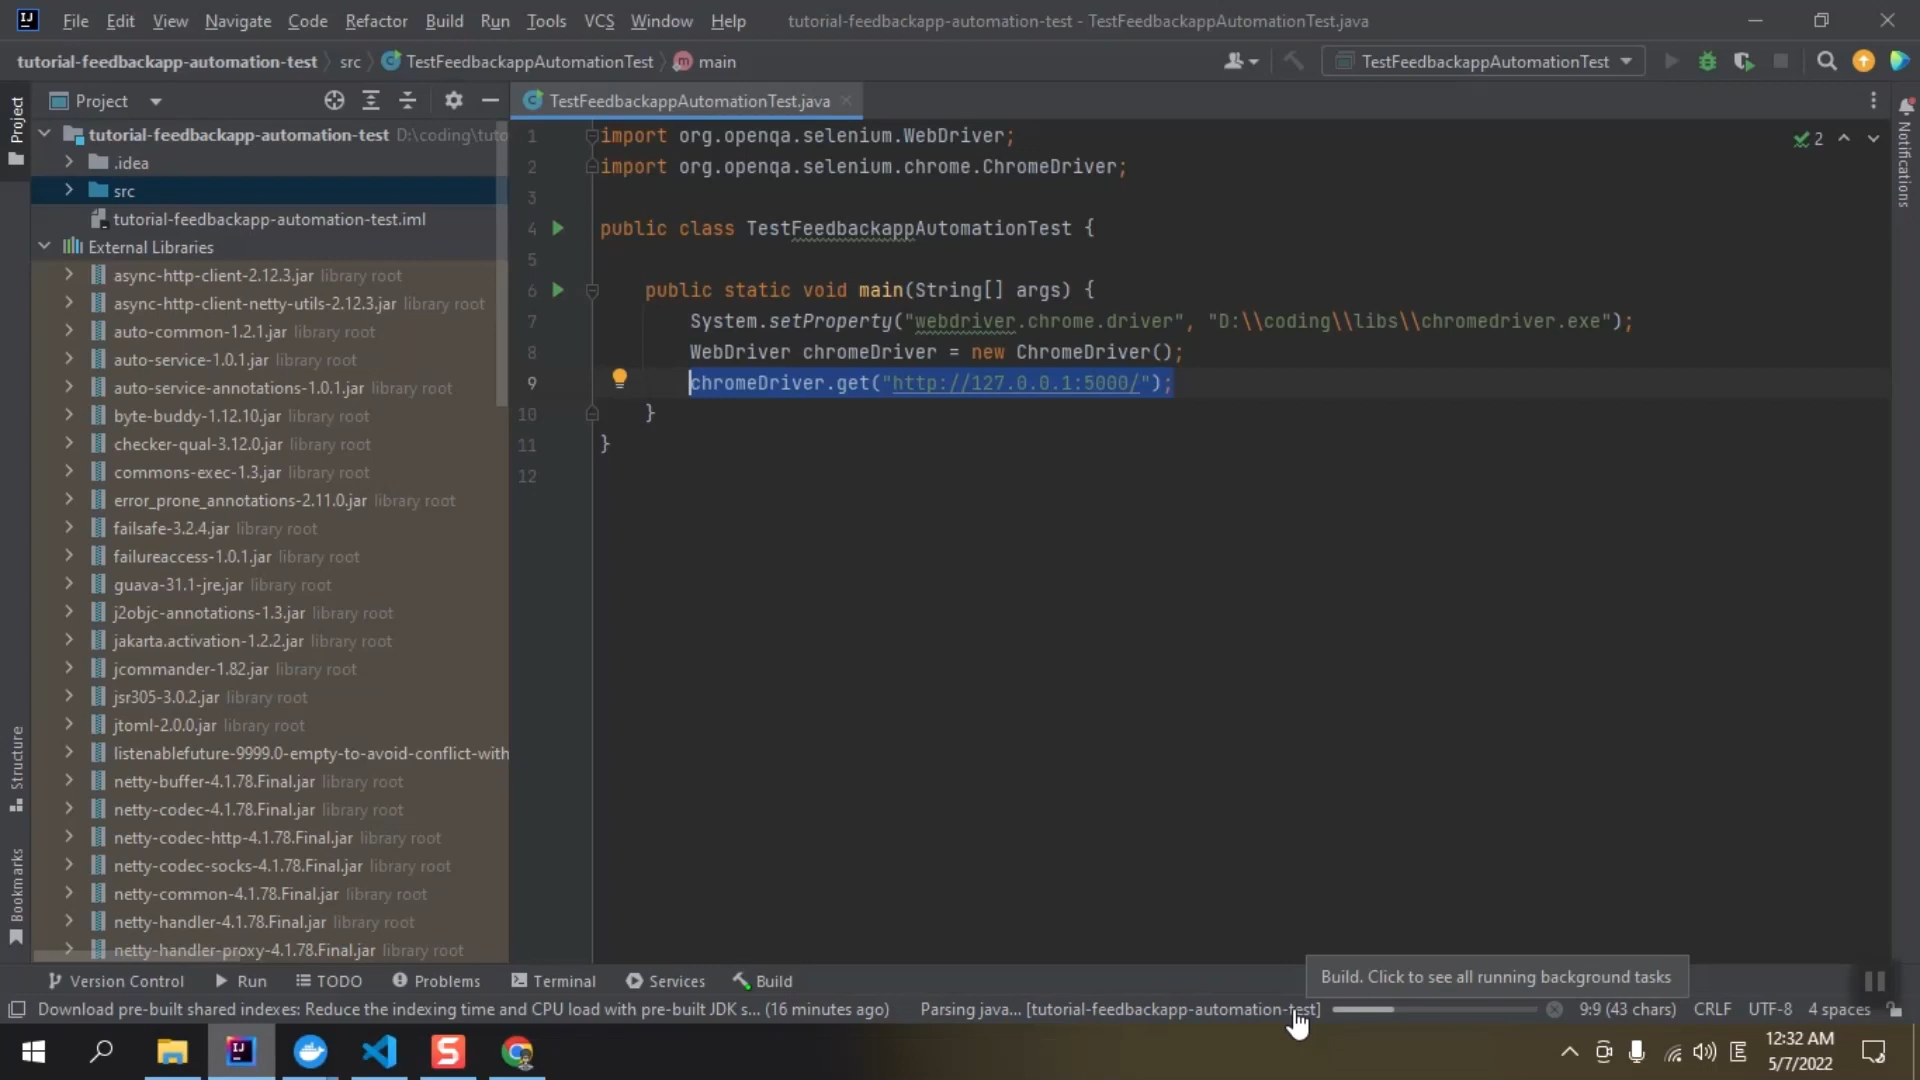 File Edit View Navigate Code Refactor Build Run Tools VCS Window Help tutorial-feedbackapp-automation-test - TestFeedbackappAutomationTest.java
tutorial-feedbackapp-automation-test src TestFeedbackappAutomationTest main TestFeedbackappAutomationTest
Project
TestFeedbackappAutomationTest.java
Project
Structure
Bookmarks
Notifications
tutorial-feedbackapp-automation-test D:\coding\tuto
.idea
src
tutorial-feedbackapp-automation-test.iml
External Libraries
async-http-client-2.12.3.jar library root
async-http-client-netty-utils-2.12.3.jar library root
auto-common-1.2.1.jar library root
auto-service-1.0.1.jar library root
auto-service-annotations-1.0.1.jar library root
byte-buddy-1.12.10.jar library root
checker-qual-3.12.0.jar library root
commons-exec-1.3.jar library root
error_prone_annotations-2.11.0.jar library root
failsafe-3.2.4.jar library root
failureaccess-1.0.1.jar library root
guava-31.1-jre.jar library root
j2objc-annotations-1.3.jar library root
jakarta.activation-1.2.2.jar library root
jcommander-1.82.jar library root
jsr305-3.0.2.jar library root
jtoml-2.0.0.jar library root
listenablefuture-9999.0-empty-to-avoid-conflict-with
netty-buffer-4.1.78.Final.jar library root
netty-codec-4.1.78.Final.jar library root
netty-codec-http-4.1.78.Final.jar library root
netty-codec-socks-4.1.78.Final.jar library root
netty-common-4.1.78.Final.jar library root
netty-handler-4.1.78.Final.jar library root
netty-handler-proxy-4.1.78.Final.jar library root
1 import org.openqa.selenium.WebDriver;
2 import org.openqa.selenium.chrome.ChromeDriver;
3
4 public class TestFeedbackappAutomationTest {
5
6 public static void main(String[] args) {
7 System.setProperty("webdriver.chrome.driver", "D:\\coding\\libs\\chromedriver.exe");
8 WebDriver chromeDriver = new ChromeDriver();
9 chromeDriver.get("http://127.0.0.1:5000/");
10 }
11 }
12
2
Build. Click to see all running background tasks
Version Control Run TODO Problems Terminal Services Build
Download pre-built shared indexes: Reduce the indexing time and CPU load with pre-built JDK s... (16 minutes ago) Parsing java... [tutorial-feedbackapp-automation-test] 9:9 (43 chars) CRLF UTF-8 4 spaces
12:32 AM
5/7/2022